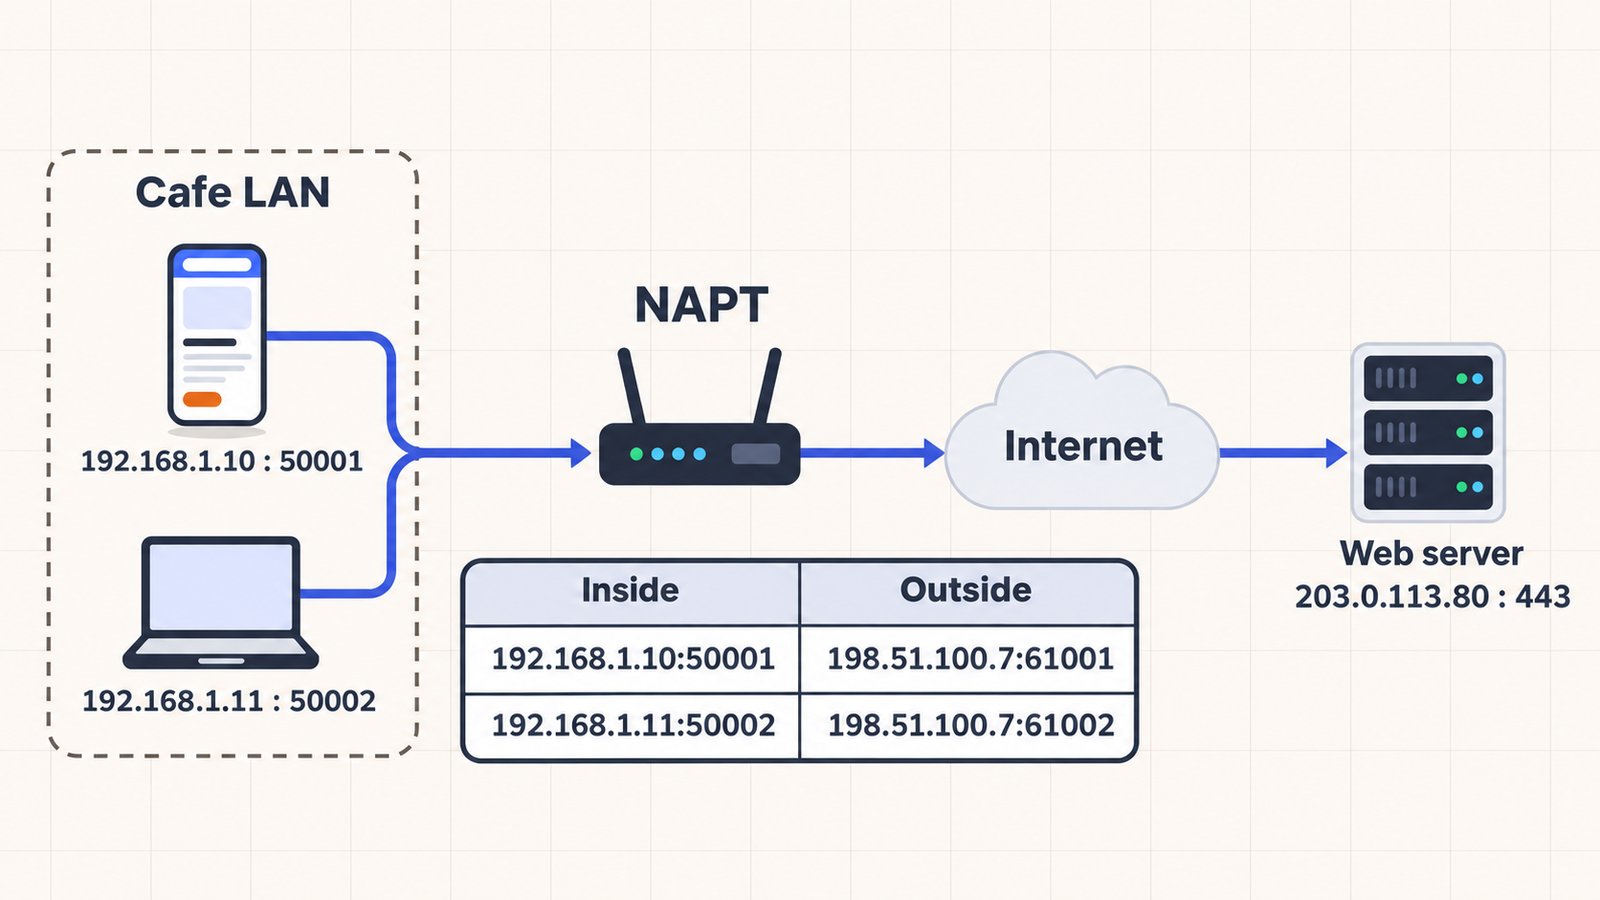 Cafe LAN
192.168.1.10 : 50001
192.168.1.11 : 50002
NAPT
Internet
Web server
203.0.113.80 : 443
Inside Outside
192.168.1.10:50001 198.51.100.7:61001
192.168.1.11:50002 198.51.100.7:61002